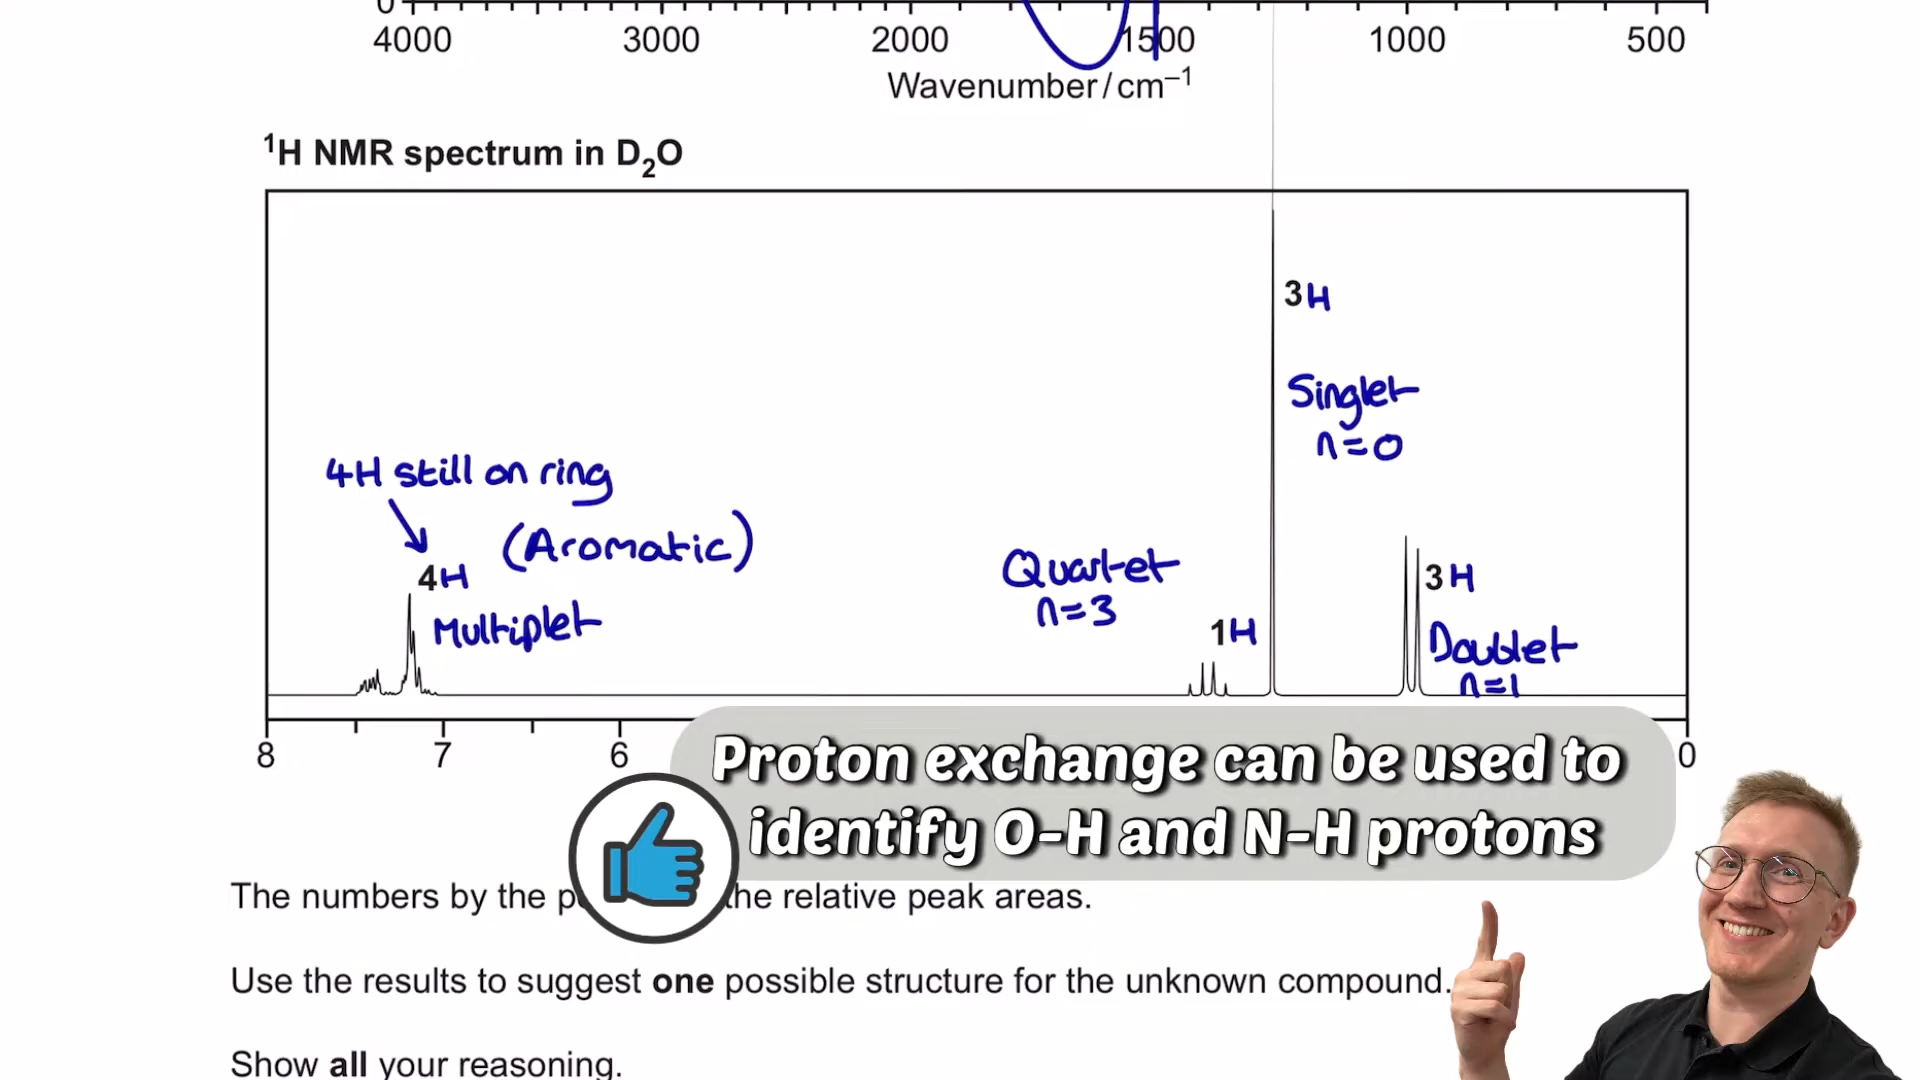 0
4000 3000 2000 1500 1000 500
Wavenumber/cm⁻¹
¹H NMR spectrum in D₂O
3H
Singlet
n=0
4H still on ring
(Aromatic)
4H
Multiplet
Quartet
n=3
1H
3H
Doublet
n=1
8 7 6 0
Proton exchange can be used to
identify O-H and N-H protons
The numbers by the the relative peak areas.
Use the results to suggest one possible structure for the unknown compound.
Show all your reasoning.